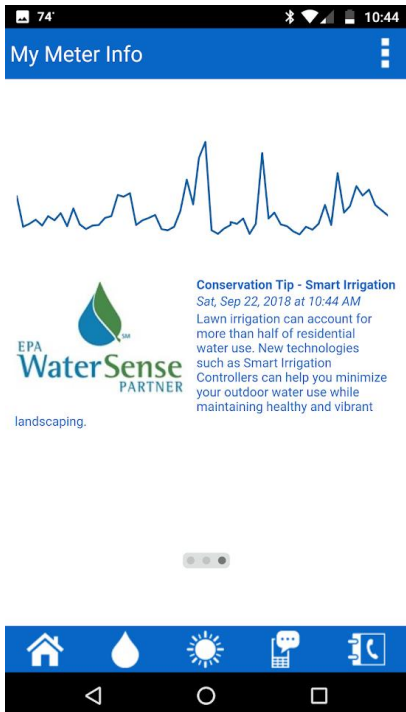 74°
10:44
My Meter Info
Conservation Tip - Smart Irrigation
Sat, Sep 22, 2018 at 10:44 AM
Lawn irrigation can account for
more than half of residential
water use. New technologies
such as Smart Irrigation
Controllers can help you minimize
your outdoor water use while
maintaining healthy and vibrant
landscaping.
SM
EPA
WaterSense
PARTNER